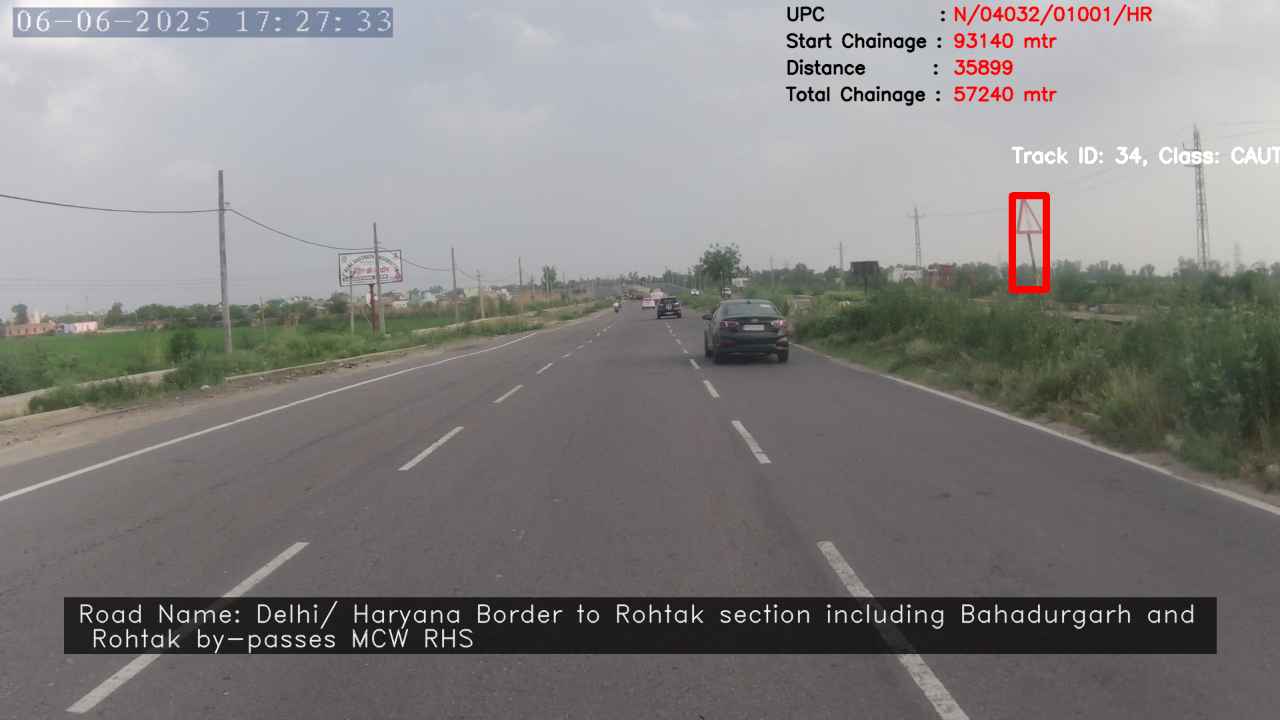 06-06-2025 17:27:33
UPC : N/04032/01001/HR
Start Chainage : 93140 mtr
Distance : 35899
Total Chainage : 57240 mtr
Track ID: 34, Class: CAUT
Road Name: Delhi/ Haryana Border to Rohtak section including Bahadurgarh and
Rohtak by-passes MCW RHS